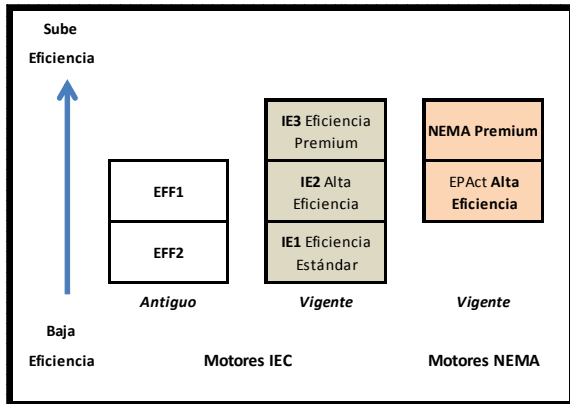 Sube
Eficiencia
IE3 Eficiencia
Premium
NEMA Premium
EFF1
IE2 Alta
Eficiencia
EPAct Alta
Eficiencia
EFF2
IE1 Eficiencia
Estándar
Antiguo
Vigente
Vigente
Baja
Eficiencia
Motores IEC
Motores NEMA